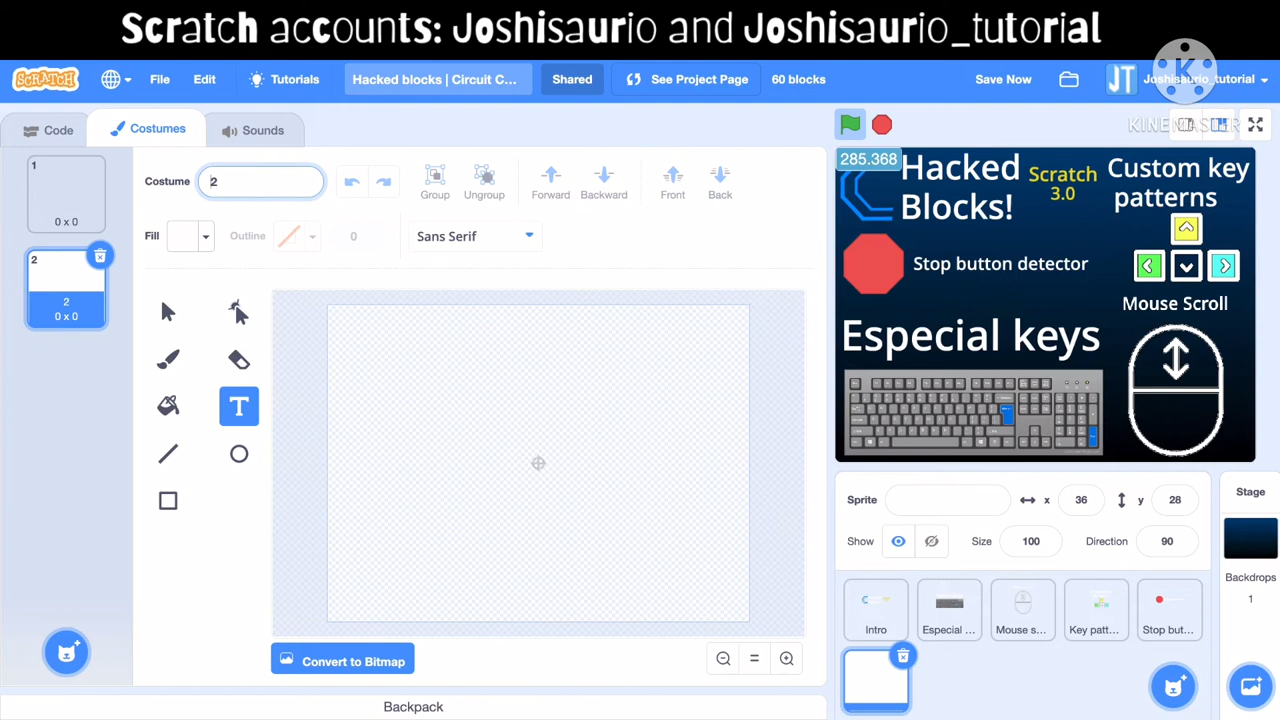 Scratch accounts: Joshisaurio and Joshisaurio_tutorial
SCRATCH
File
Edit
Tutorials
Hacked blocks | Circuit C...
Shared
See Project Page
60 blocks
Save Now
JT
Joshisaurio_tutorial
K
KINEMASTER
Code
Costumes
Sounds
1
0 x 0
2
2
0 x 0
Costume
2
Group
Ungroup
Forward
Backward
Front
Back
Fill
Outline
0
Sans Serif
T
Convert to Bitmap
Backpack
285.368
Hacked
Blocks!
Scratch
3.0
Custom key
patterns
Stop button detector
Mouse Scroll
Especial keys
Sprite
x
36
y
28
Show
Size
100
Direction
90
Stage
Backdrops
1
Intro
Especial ...
Mouse s...
Key patt...
Stop but...